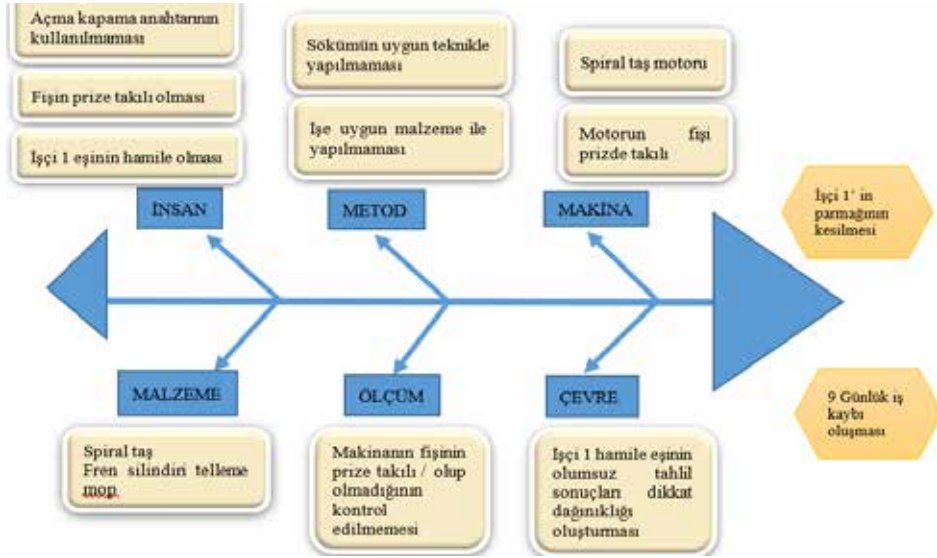 Açma kapama anahtarının
kullanılmaması
Fişin prize takılı olması
İşçi 1 eşinin hamile olması
Sökümün uygun teknikle
yapılmaması
İşe uygun malzeme ile
yapılmaması
Spiral taş motoru
Motorun fişi
prizde takılı
İNSAN
METOD
MAKİNA
İşçi 1' in
parmağının
kesilmesi
MALZEME
ÖLÇÜM
ÇEVRE
9 Günlük iş
kaybı
oluşması
Spiral taş
Fren silindiri telleme
mop
Makinanın fişinin
prize takılı / olup
olmadığının
kontrol
edilmemesi
İşçi 1 hamile eşinin
olumsuz tahlil
sonuçları dikkat
dağınıklığı
oluşturması